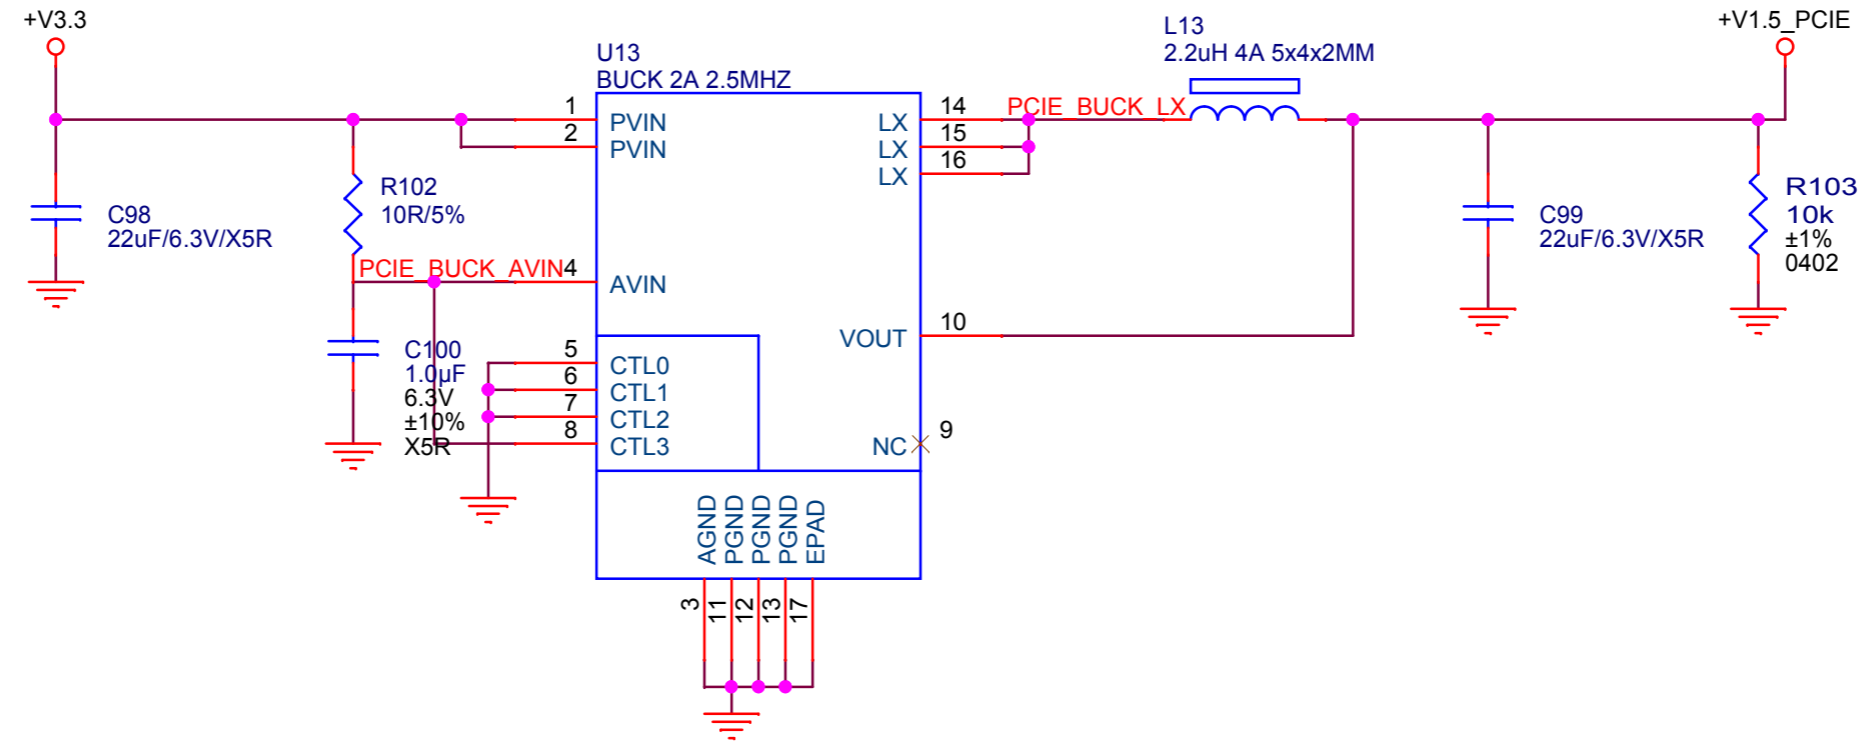 +V3.3
+V1.5_PCIE
U13
BUCK 2A 2.5MHZ
L13
2.2uH 4A 5x4x2MM
1
PVIN
2
PVIN
14
LX
PCIE_BUCK_LX
15
LX
16
LX
R102
10R/5%
C98
22uF/6.3V/X5R
C99
22uF/6.3V/X5R
R103
10k
±1%
0402
PCIE_BUCK_AVIN
4
AVIN
10
VOUT
C100
1.0µF
6.3V
±10%
X5R
5
CTL0
6
CTL1
7
CTL2
8
CTL3
9
NC
AGND
PGND
PGND
PGND
EPAD
3
11
12
13
17